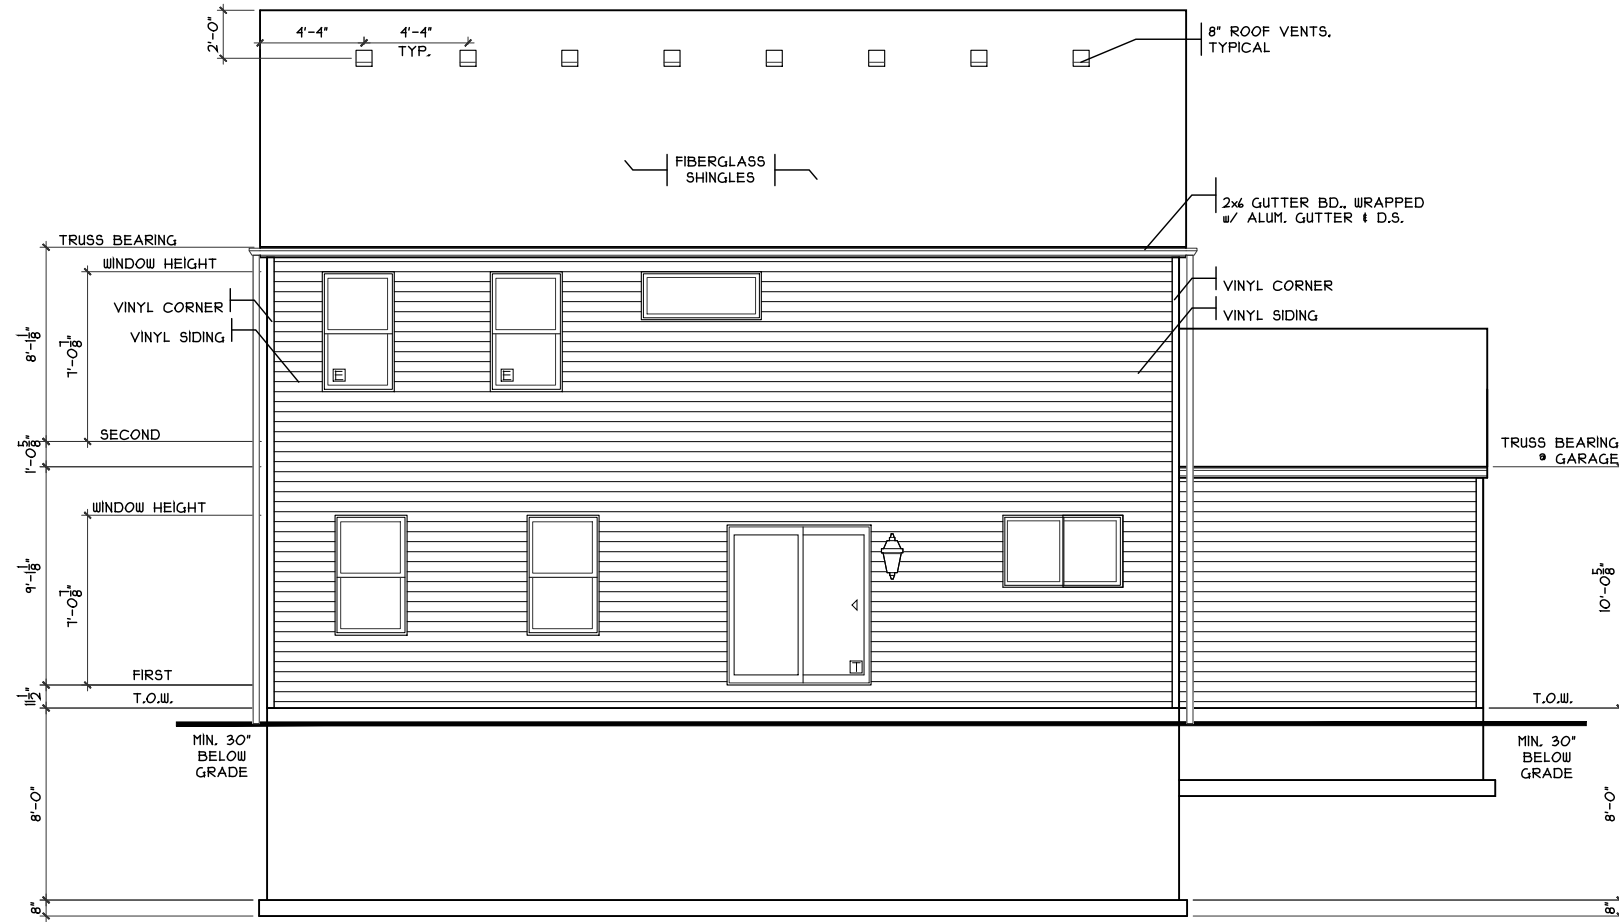 2'-0"
4'-4"
4'-4"
TYP.
8" ROOF VENTS,
TYPICAL
FIBERGLASS
SHINGLES
2x6 GUTTER BD., WRAPPED
w/ ALUM. GUTTER & D.S.
TRUSS BEARING
WINDOW HEIGHT
VINYL CORNER
VINYL SIDING
VINYL CORNER
VINYL SIDING
8'-1 1/8"
7'-0 7/8"
E
E
SECOND
1'-0 5/8"
TRUSS BEARING
@ GARAGE
WINDOW HEIGHT
9'-1 1/8"
7'-0 7/8"
10'-0 5/8"
T
FIRST
11 1/2"
T.O.W.
T.O.W.
MIN. 30"
BELOW
GRADE
MIN. 30"
BELOW
GRADE
8'-0"
8'-0"
8"
8"